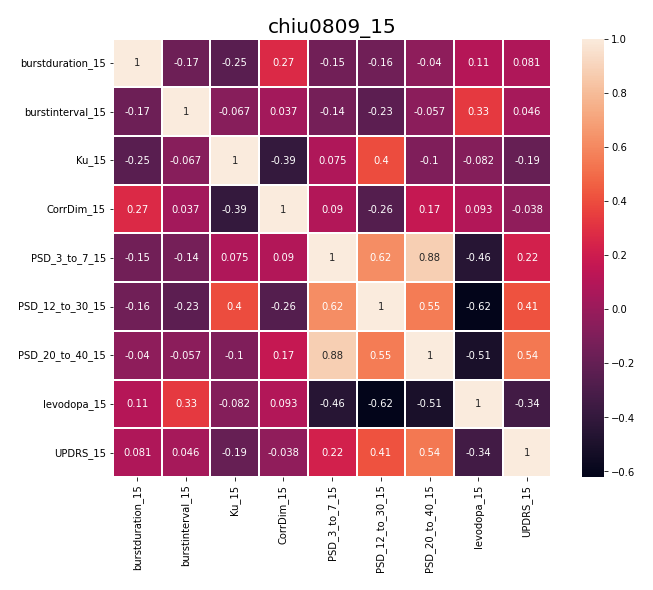 chiu0809_15
burstduration_15 1 -0.17 -0.25 0.27 -0.15 -0.16 -0.04 0.11 0.081
burstinterval_15 -0.17 1 -0.067 0.037 -0.14 -0.23 -0.057 0.33 0.046
Ku_15 -0.25 -0.067 1 -0.39 0.075 0.4 -0.1 -0.082 -0.19
CorrDim_15 0.27 0.037 -0.39 1 0.09 -0.26 0.17 0.093 -0.038
PSD_3_to_7_15 -0.15 -0.14 0.075 0.09 1 0.62 0.88 -0.46 0.22
PSD_12_to_30_15 -0.16 -0.23 0.4 -0.26 0.62 1 0.55 -0.62 0.41
PSD_20_to_40_15 -0.04 -0.057 -0.1 0.17 0.88 0.55 1 -0.51 0.54
levodopa_15 0.11 0.33 -0.082 0.093 -0.46 -0.62 -0.51 1 -0.34
UPDRS_15 0.081 0.046 -0.19 -0.038 0.22 0.41 0.54 -0.34 1
burstduration_15
burstinterval_15
Ku_15
CorrDim_15
PSD_3_to_7_15
PSD_12_to_30_15
PSD_20_to_40_15
levodopa_15
UPDRS_15
1.0
0.8
0.6
0.4
0.2
0.0
−0.2
−0.4
−0.6